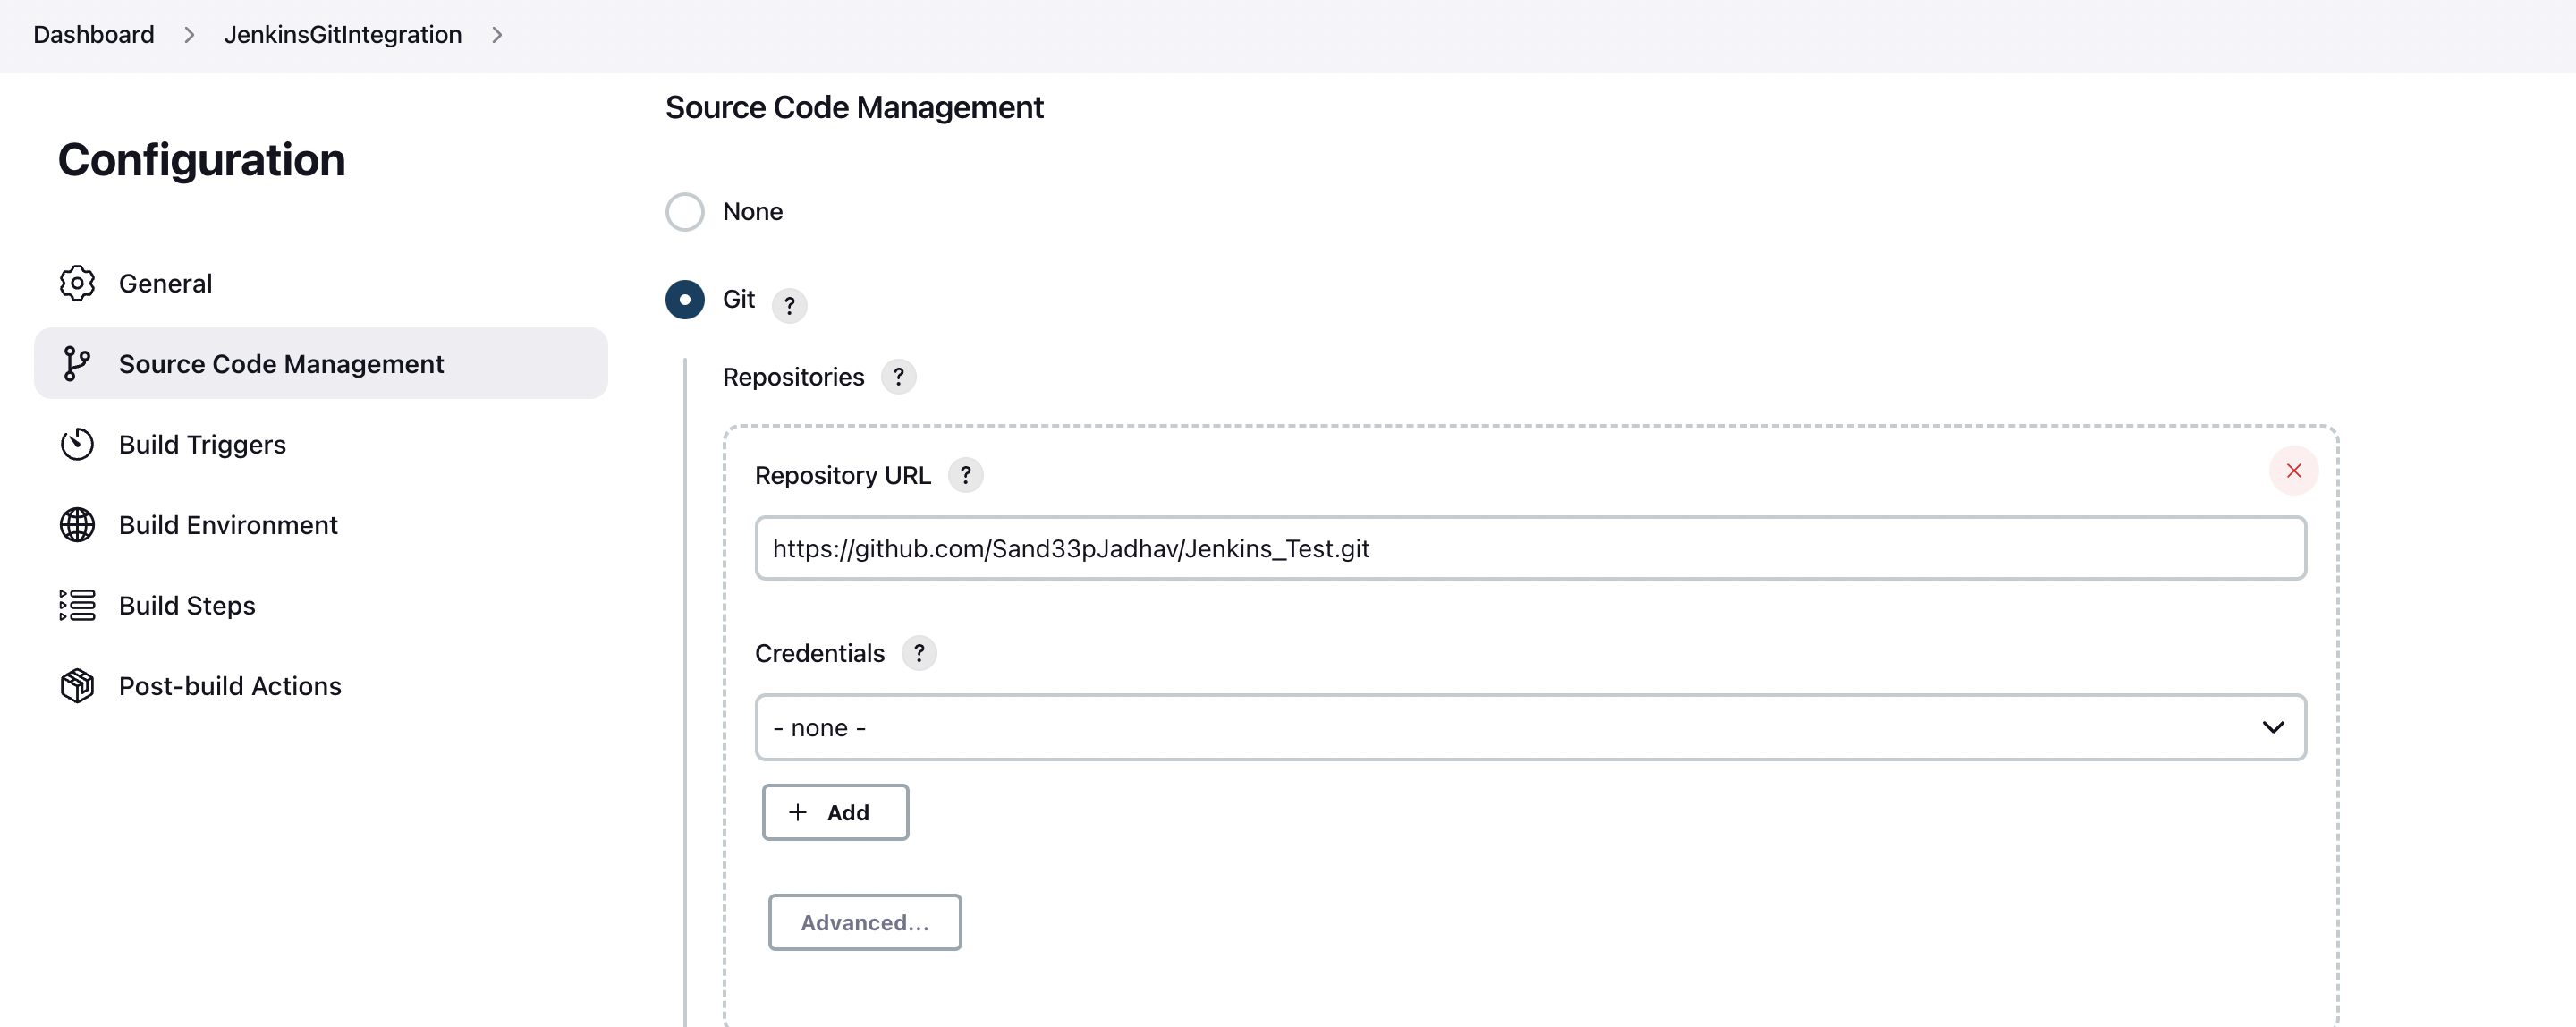 Dashboard > JenkinsGitIntegration >
Configuration
General
Source Code Management
Build Triggers
Build Environment
Build Steps
Post-build Actions
Source Code Management
None
Git ?
Repositories ?
Repository URL ?
https://github.com/Sand33pJadhav/Jenkins_Test.git
Credentials ?
- none -
+ Add
Advanced...